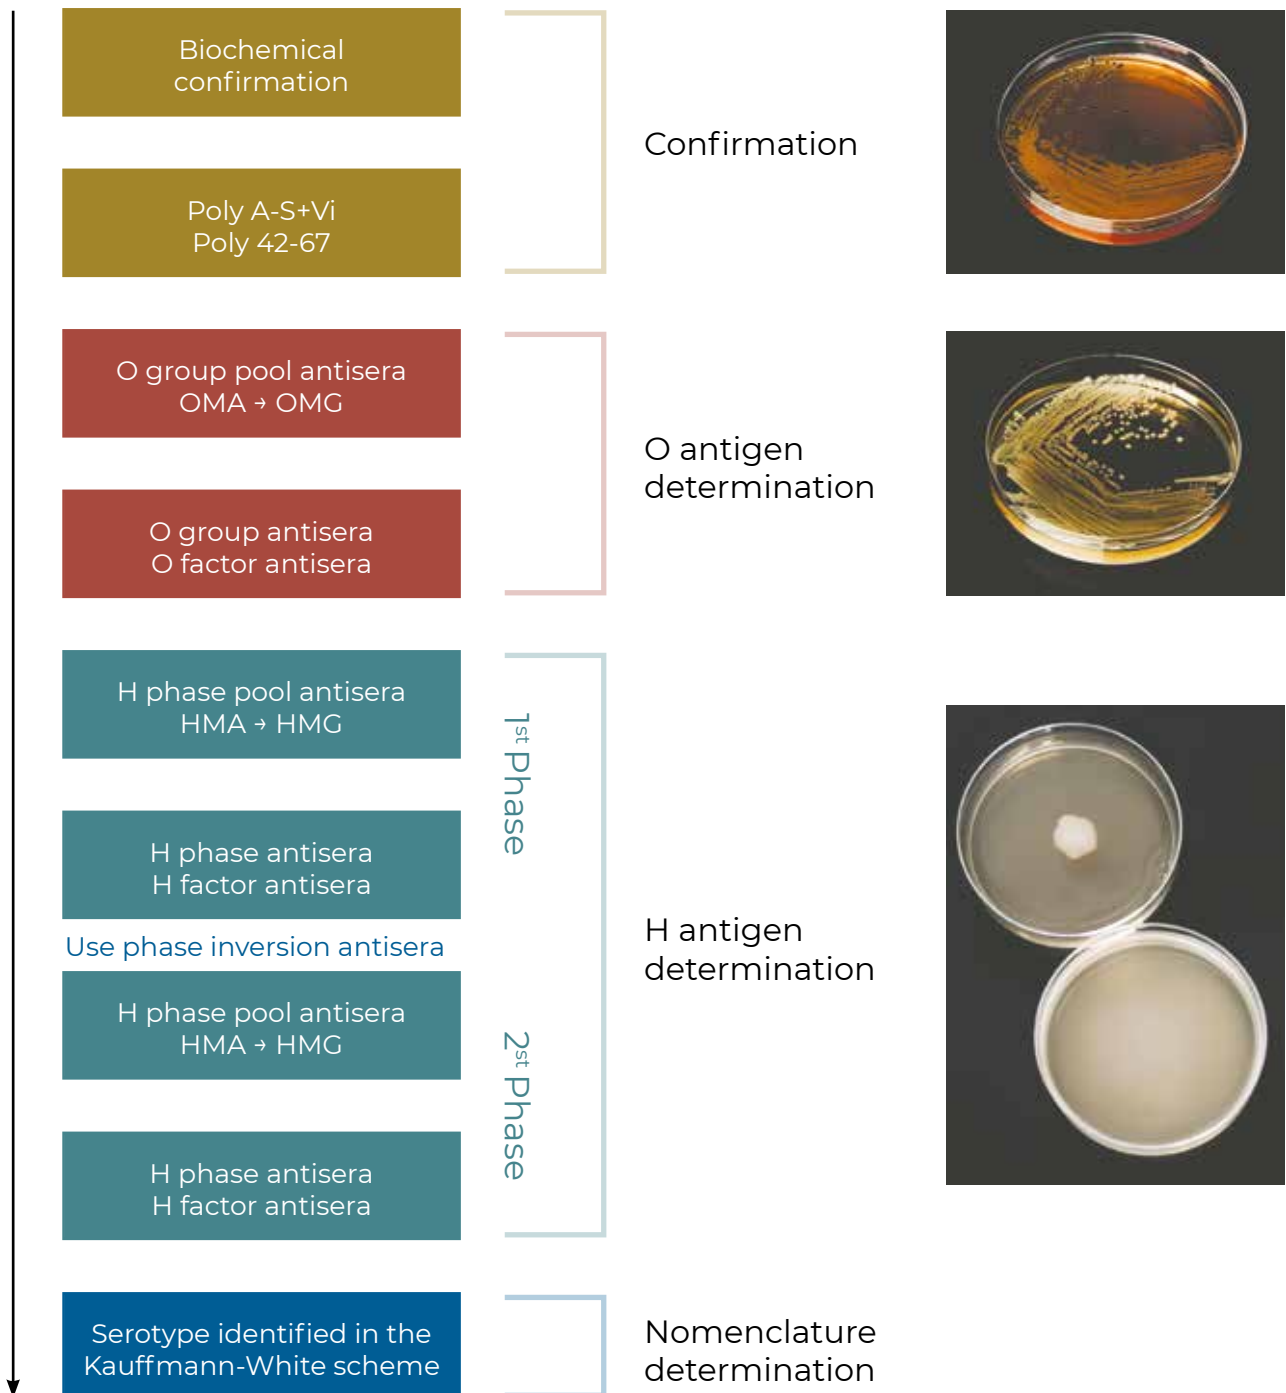 Biochemical
confirmation
Poly A-S+Vi
Poly 42-67
Confirmation
O group pool antisera
OMA → OMG
O group antisera
O factor antisera
O antigen
determination
H phase pool antisera
HMA → HMG
H phase antisera
H factor antisera
1st Phase
Use phase inversion antisera
H phase pool antisera
HMA → HMG
H phase antisera
H factor antisera
2st Phase
H antigen
determination
Serotype identified in the
Kauffmann-White scheme
Nomenclature
determination